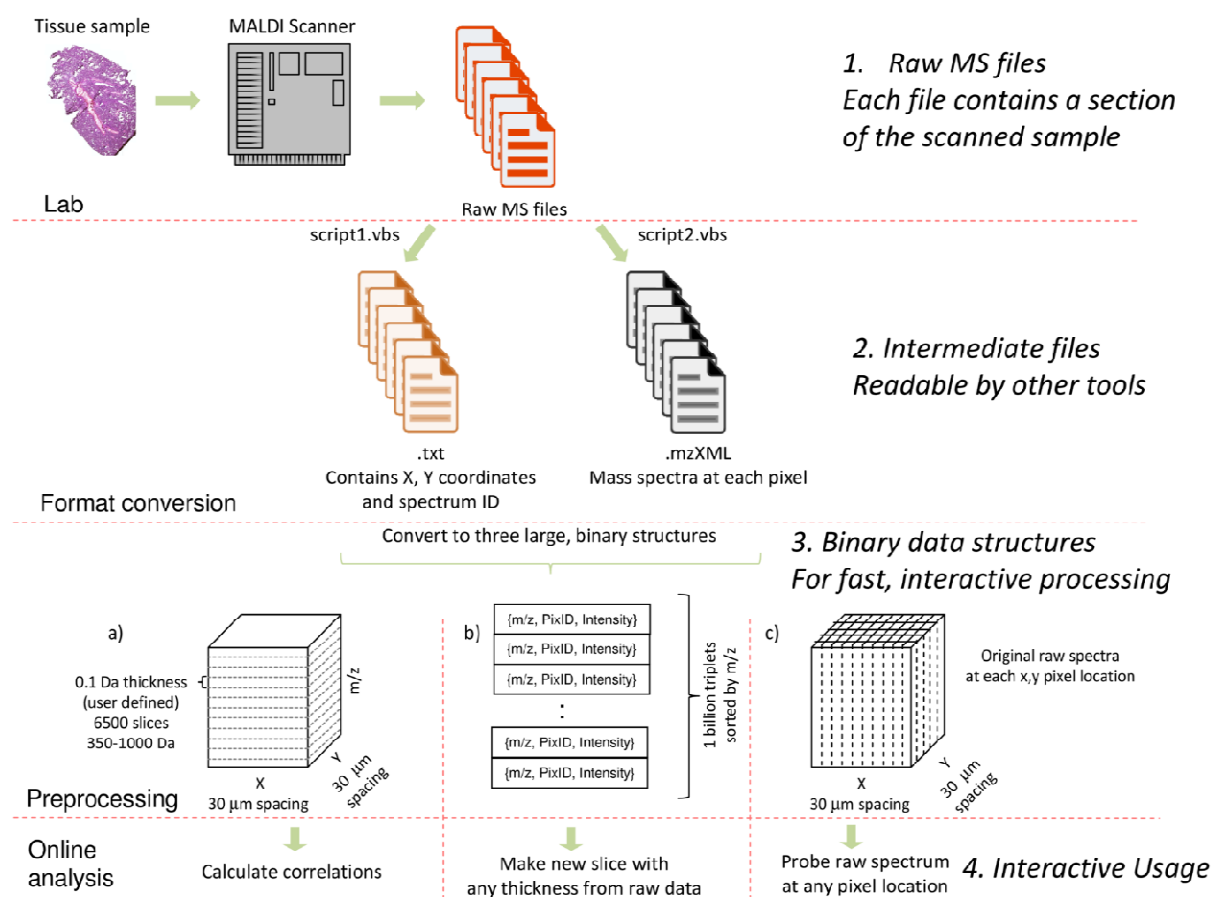 Tissue sample
MALDI Scanner
1. Raw MS files
Each file contains a section
of the scanned sample
Lab
Raw MS files
script1.vbs
script2.vbs
2. Intermediate files
Readable by other tools
.txt
Contains X, Y coordinates
and spectrum ID
.mzXML
Mass spectra at each pixel
Format conversion
Convert to three large, binary structures
3. Binary data structures
For fast, interactive processing
a)
0.1 Da thickness
(user defined)
6500 slices
350-1000 Da
m/z
Y
30 µm
spacing
X
30 µm spacing
b)
{m/z, PixID, Intensity}
{m/z, PixID, Intensity}
{m/z, PixID, Intensity}
:
{m/z, PixID, Intensity}
{m/z, PixID, Intensity}
1 billion triplets
sorted by m/z
c)
Original raw spectra
at each x,y pixel location
Y
30 µm
spacing
X
30 µm spacing
Preprocessing
Online
analysis
Calculate correlations
Make new slice with
any thickness from raw data
Probe raw spectrum
at any pixel location
4. Interactive Usage